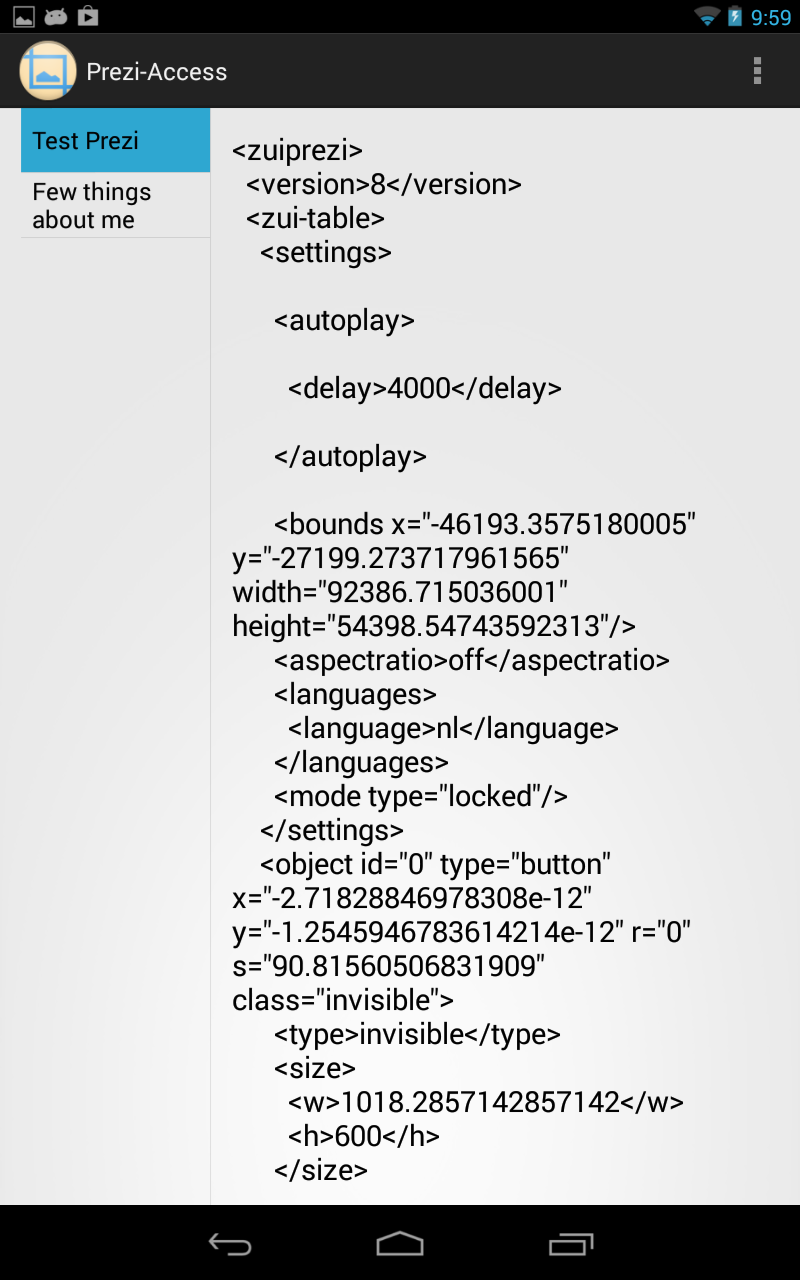 9:59
Prezi-Access
Test Prezi
Few things
about me
<zuiprezi>
<version>8</version>
<zui-table>
<settings>
<autoplay>
<delay>4000</delay>
</autoplay>
<bounds x="-46193.3575180005"
y="-27199.273717961565"
width="92386.715036001"
height="54398.54743592313"/>
<aspectratio>off</aspectratio>
<languages>
<language>nl</language>
</languages>
<mode type="locked"/>
</settings>
<object id="0" type="button"
x="-2.71828846978308e-12"
y="-1.2545946783614214e-12" r="0"
s="90.81560506831909"
class="invisible">
<type>invisible</type>
<size>
<w>1018.2857142857142</w>
<h>600</h>
</size>